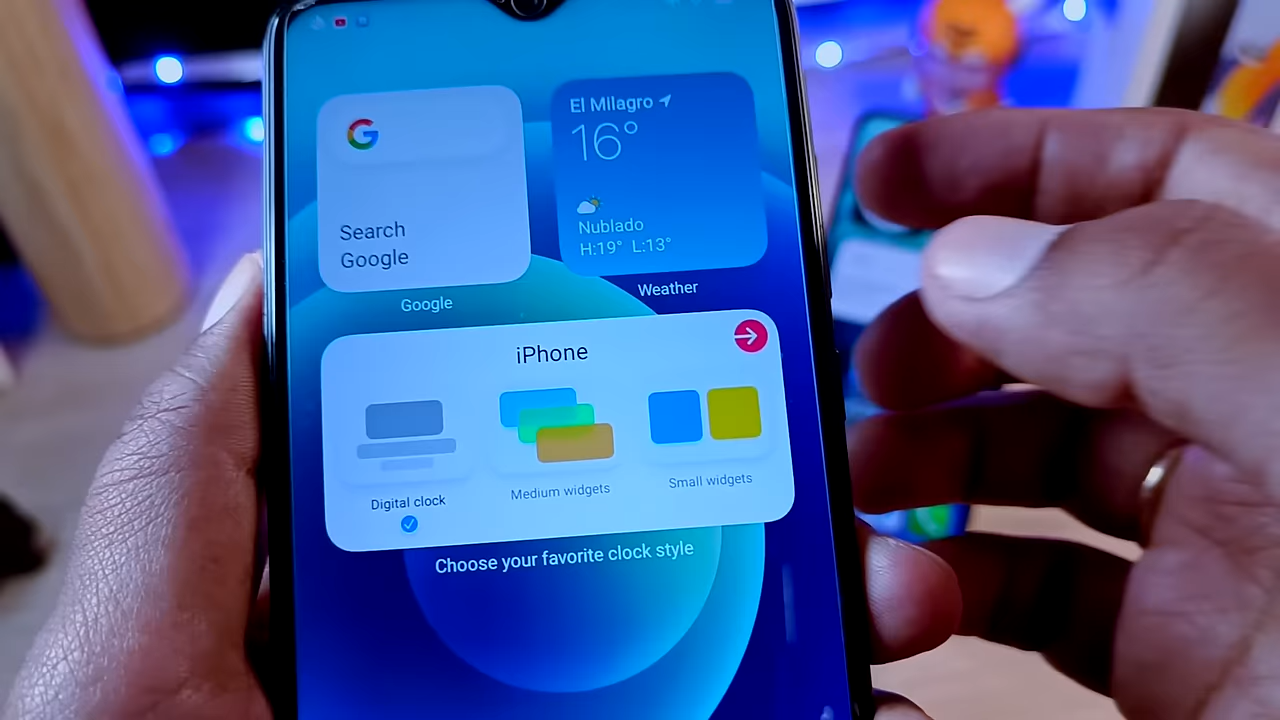 El Milagro
16°
Search
Google
Nublado
H:19° L:13°
Google
Weather
iPhone
Digital clock
Medium widgets
Small widgets
Choose your favorite clock style